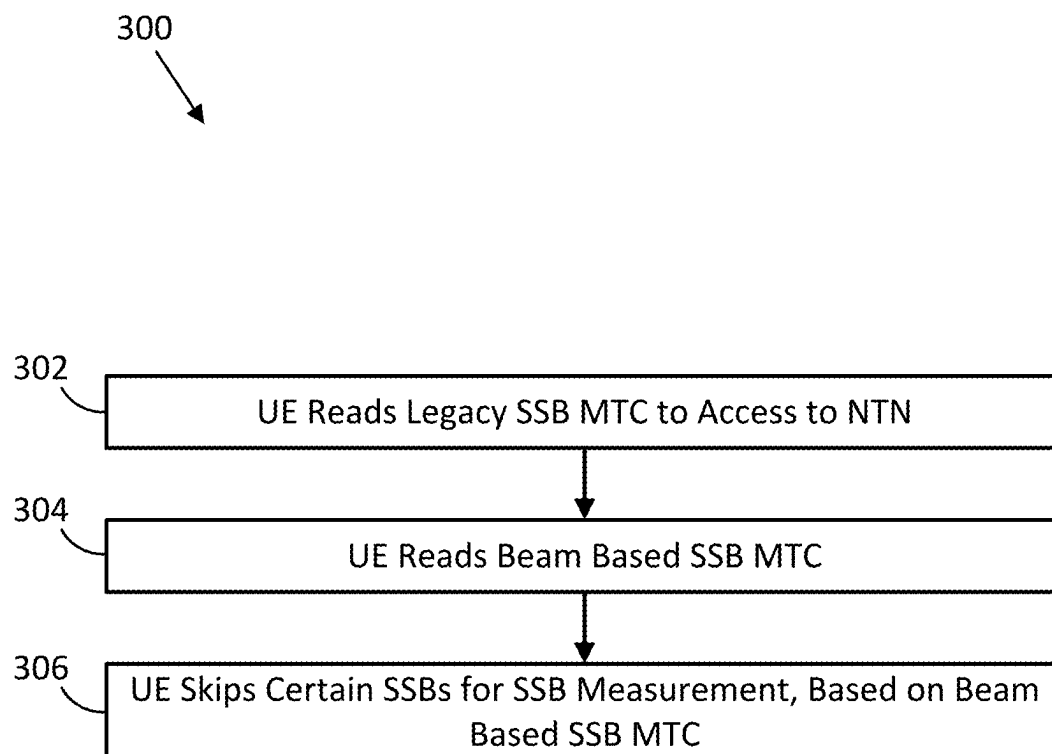 300
302
UE Reads Legacy SSB MTC to Access to NTN
304
UE Reads Beam Based SSB MTC
306
UE Skips Certain SSBs for SSB Measurement, Based on Beam
Based SSB MTC